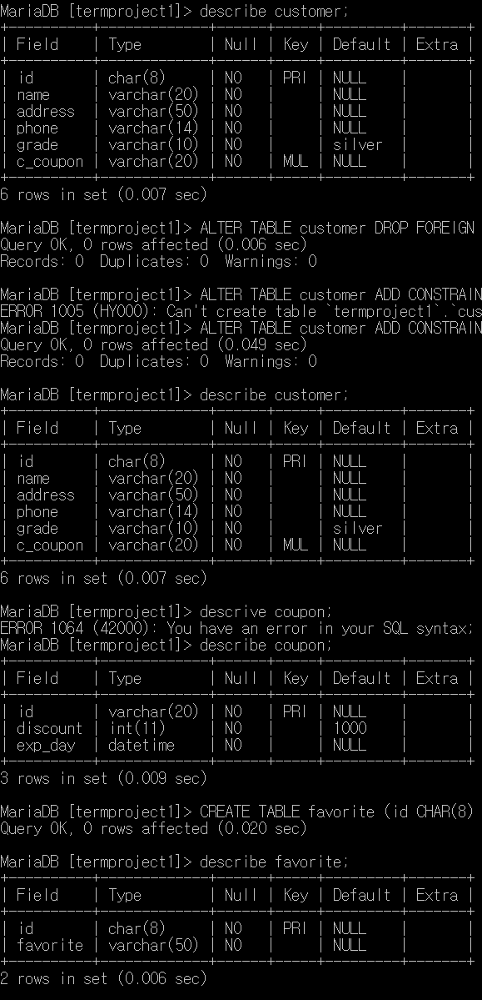 MariaDB [termproject1]> describe customer;
+----------+-------------+------+-----+---------+-------+
| Field    | Type        | Null | Key | Default | Extra |
+----------+-------------+------+-----+---------+-------+
| id       | char(8)     | NO   | PRI | NULL    |       |
| name     | varchar(20) | NO   |     | NULL    |       |
| address  | varchar(50) | NO   |     | NULL    |       |
| phone    | varchar(14) | NO   |     | NULL    |       |
| grade    | varchar(10) | NO   |     | silver  |       |
| c_coupon | varchar(20) | NO   | MUL | NULL    |       |
+----------+-------------+------+-----+---------+-------+
6 rows in set (0.007 sec)
MariaDB [termproject1]> ALTER TABLE customer DROP FOREIGN
Query OK, 0 rows affected (0.006 sec)
Records: 0  Duplicates: 0  Warnings: 0
MariaDB [termproject1]> ALTER TABLE customer ADD CONSTRAIN
ERROR 1005 (HY000): Can't create table `termproject1`.`cus
MariaDB [termproject1]> ALTER TABLE customer ADD CONSTRAIN
Query OK, 0 rows affected (0.049 sec)
Records: 0  Duplicates: 0  Warnings: 0
MariaDB [termproject1]> describe customer;
+----------+-------------+------+-----+---------+-------+
| Field    | Type        | Null | Key | Default | Extra |
+----------+-------------+------+-----+---------+-------+
| id       | char(8)     | NO   | PRI | NULL    |       |
| name     | varchar(20) | NO   |     | NULL    |       |
| address  | varchar(50) | NO   |     | NULL    |       |
| phone    | varchar(14) | NO   |     | NULL    |       |
| grade    | varchar(10) | NO   |     | silver  |       |
| c_coupon | varchar(20) | NO   | MUL | NULL    |       |
+----------+-------------+------+-----+---------+-------+
6 rows in set (0.007 sec)
MariaDB [termproject1]> descrive coupon;
ERROR 1064 (42000): You have an error in your SQL syntax;
MariaDB [termproject1]> describe coupon;
+----------+-------------+------+-----+---------+-------+
| Field    | Type        | Null | Key | Default | Extra |
+----------+-------------+------+-----+---------+-------+
| id       | varchar(20) | NO   | PRI | NULL    |       |
| discount | int(11)     | NO   |     | 1000    |       |
| exp_day  | datetime    | NO   |     | NULL    |       |
+----------+-------------+------+-----+---------+-------+
3 rows in set (0.009 sec)
MariaDB [termproject1]> CREATE TABLE favorite (id CHAR(8)
Query OK, 0 rows affected (0.020 sec)
MariaDB [termproject1]> describe favorite;
+----------+-------------+------+-----+---------+-------+
| Field    | Type        | Null | Key | Default | Extra |
+----------+-------------+------+-----+---------+-------+
| id       | char(8)     | NO   | PRI | NULL    |       |
| favorite | varchar(50) | NO   |     | NULL    |       |
+----------+-------------+------+-----+---------+-------+
2 rows in set (0.006 sec)